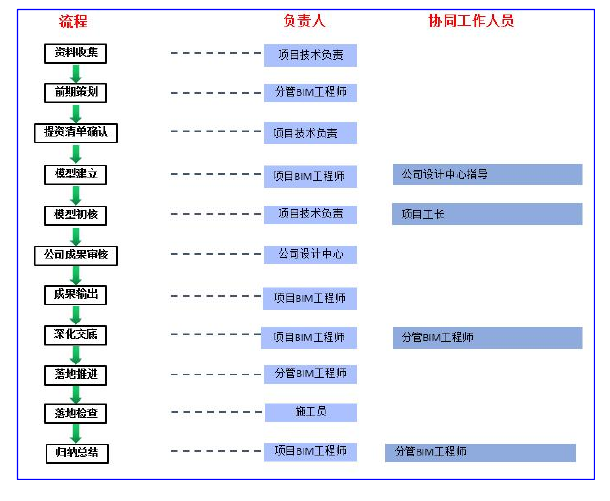 流程 负责人 协同工作人员
资料收集 项目技术负责
前期策划 分管BIM工程师
提资清单确认 项目技术负责
模型建立 项目BIM工程师 公司设计中心指导
模型初核 项目技术负责 项目工长
公司成果审核 公司设计中心
成果输出 项目BIM工程师
深化交底 项目BIM工程师 分管BIM工程师
落地推进 分管BIM工程师
落地检查 施工员
归纳总结 项目BIM工程师 分管BIM工程师